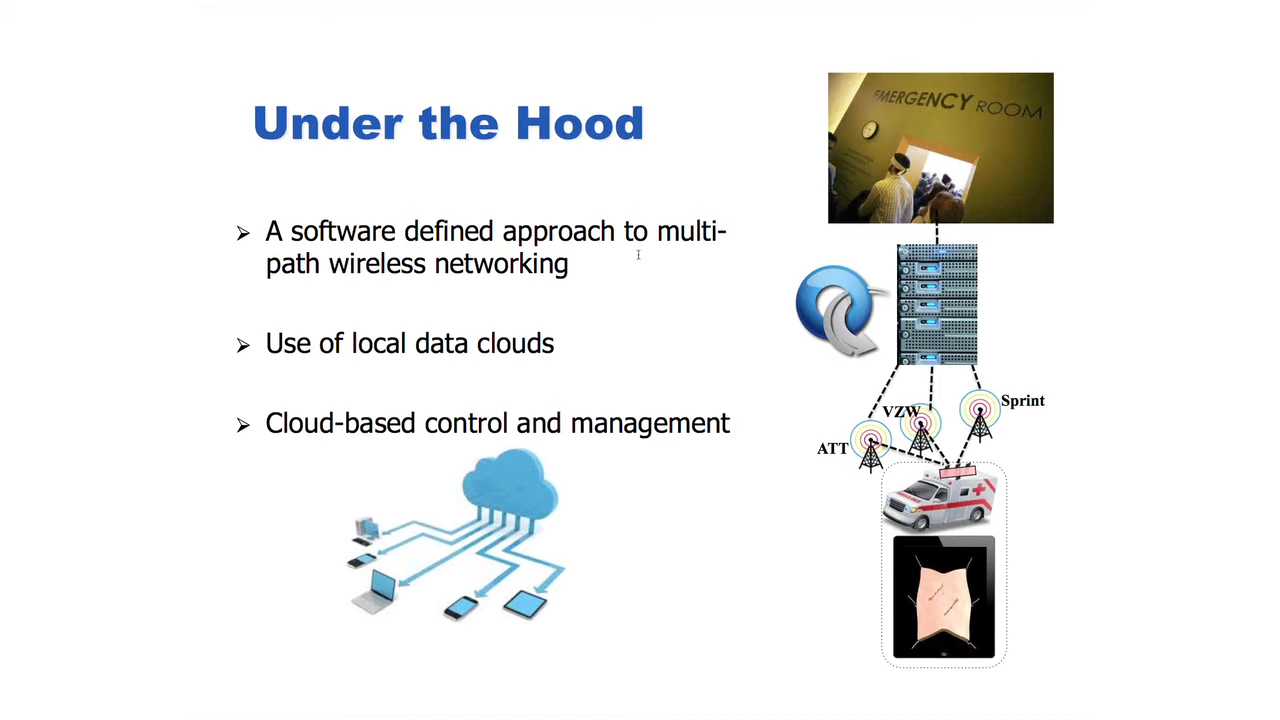 Under the Hood
A software defined approach to multi-
path wireless networking
Use of local data clouds
Cloud-based control and management
EMERGENCY ROOM
VZW
Sprint
ATT